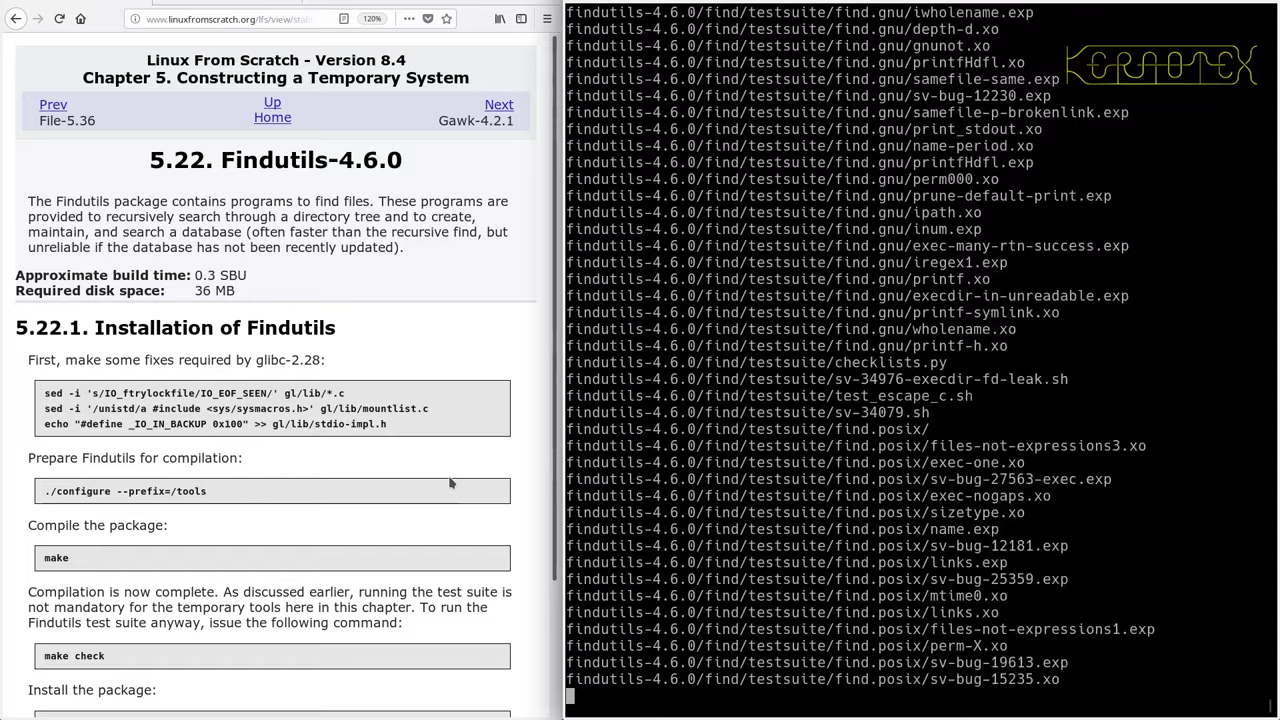 www.linuxfromscratch.org/lfs/view/stab
120%
Linux From Scratch - Version 8.4
Chapter 5. Constructing a Temporary System
Prev
File-5.36
Up
Home
Next
Gawk-4.2.1
5.22. Findutils-4.6.0
The Findutils package contains programs to find files. These programs are
provided to recursively search through a directory tree and to create,
maintain, and search a database (often faster than the recursive find, but
unreliable if the database has not been recently updated).
Approximate build time: 0.3 SBU
Required disk space: 36 MB
5.22.1. Installation of Findutils
First, make some fixes required by glibc-2.28:
sed -i 's/IO_ftrylockfile/IO_EOF_SEEN/' gl/lib/*.c
sed -i '/unistd/a #include <sys/sysmacros.h>' gl/lib/mountlist.c
echo "#define _IO_IN_BACKUP 0x100" >> gl/lib/stdio-impl.h
Prepare Findutils for compilation:
./configure --prefix=/tools
Compile the package:
make
Compilation is now complete. As discussed earlier, running the test suite is
not mandatory for the temporary tools here in this chapter. To run the
Findutils test suite anyway, issue the following command:
make check
Install the package:
findutils-4.6.0/find/testsuite/find.gnu/iwholename.exp
findutils-4.6.0/find/testsuite/find.gnu/depth-d.xo
findutils-4.6.0/find/testsuite/find.gnu/gnunot.xo
findutils-4.6.0/find/testsuite/find.gnu/printfHdfl.xo
findutils-4.6.0/find/testsuite/find.gnu/samefile-same.exp
findutils-4.6.0/find/testsuite/find.gnu/sv-bug-12230.exp
findutils-4.6.0/find/testsuite/find.gnu/samefile-p-brokenlink.exp
findutils-4.6.0/find/testsuite/find.gnu/print_stdout.xo
findutils-4.6.0/find/testsuite/find.gnu/name-period.xo
findutils-4.6.0/find/testsuite/find.gnu/printfHdfl.exp
findutils-4.6.0/find/testsuite/find.gnu/perm000.xo
findutils-4.6.0/find/testsuite/find.gnu/prune-default-print.exp
findutils-4.6.0/find/testsuite/find.gnu/ipath.xo
findutils-4.6.0/find/testsuite/find.gnu/inum.exp
findutils-4.6.0/find/testsuite/find.gnu/exec-many-rtn-success.exp
findutils-4.6.0/find/testsuite/find.gnu/iregex1.exp
findutils-4.6.0/find/testsuite/find.gnu/printf.xo
findutils-4.6.0/find/testsuite/find.gnu/execdir-in-unreadable.exp
findutils-4.6.0/find/testsuite/find.gnu/printf-symlink.xo
findutils-4.6.0/find/testsuite/find.gnu/wholename.xo
findutils-4.6.0/find/testsuite/find.gnu/printf-h.xo
findutils-4.6.0/find/testsuite/checklists.py
findutils-4.6.0/find/testsuite/sv-34976-execdir-fd-leak.sh
findutils-4.6.0/find/testsuite/test_escape_c.sh
findutils-4.6.0/find/testsuite/sv-34079.sh
findutils-4.6.0/find/testsuite/find.posix/
findutils-4.6.0/find/testsuite/find.posix/files-not-expressions3.xo
findutils-4.6.0/find/testsuite/find.posix/exec-one.xo
findutils-4.6.0/find/testsuite/find.posix/sv-bug-27563-exec.exp
findutils-4.6.0/find/testsuite/find.posix/exec-nogaps.xo
findutils-4.6.0/find/testsuite/find.posix/sizetype.xo
findutils-4.6.0/find/testsuite/find.posix/name.exp
findutils-4.6.0/find/testsuite/find.posix/sv-bug-12181.exp
findutils-4.6.0/find/testsuite/find.posix/links.exp
findutils-4.6.0/find/testsuite/find.posix/sv-bug-25359.exp
findutils-4.6.0/find/testsuite/find.posix/mtime0.xo
findutils-4.6.0/find/testsuite/find.posix/links.xo
findutils-4.6.0/find/testsuite/find.posix/files-not-expressions1.exp
findutils-4.6.0/find/testsuite/find.posix/perm-X.xo
findutils-4.6.0/find/testsuite/find.posix/sv-bug-19613.exp
findutils-4.6.0/find/testsuite/find.posix/sv-bug-15235.xo